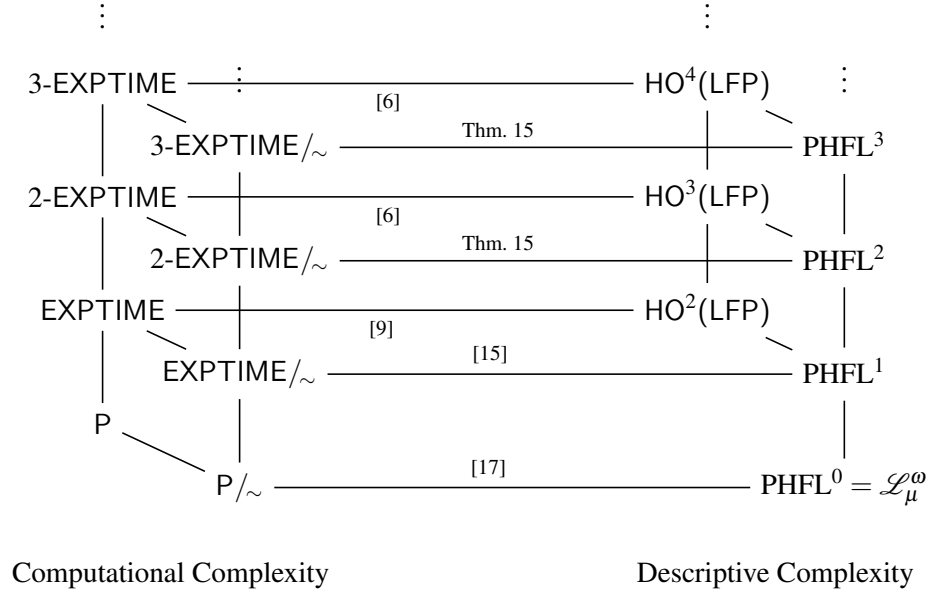 ⋮ ⋮
3-EXPTIME ⋮ HO⁴(LFP) ⋮
[6]
Thm. 15
3-EXPTIME/∼ PHFL³
2-EXPTIME HO³(LFP)
[6]
Thm. 15
2-EXPTIME/∼ PHFL²
EXPTIME HO²(LFP)
[9]
[15]
EXPTIME/∼ PHFL¹
P
[17]
P/∼ PHFL⁰ = ℒ_μ^ω
Computational Complexity Descriptive Complexity